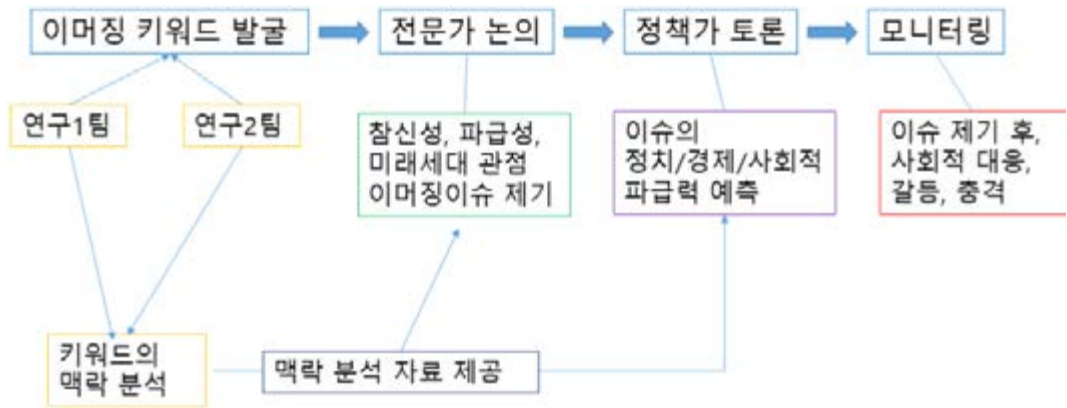 이머징 키워드 발굴
전문가 논의
정책가 토론
모니터링
연구1팀
연구2팀
참신성, 파급성,
미래세대 관점
이머징이슈 제기
이슈의
정치/경제/사회적
파급력 예측
이슈 제기 후,
사회적 대응,
갈등, 충격
키워드의
맥락 분석
맥락 분석 자료 제공